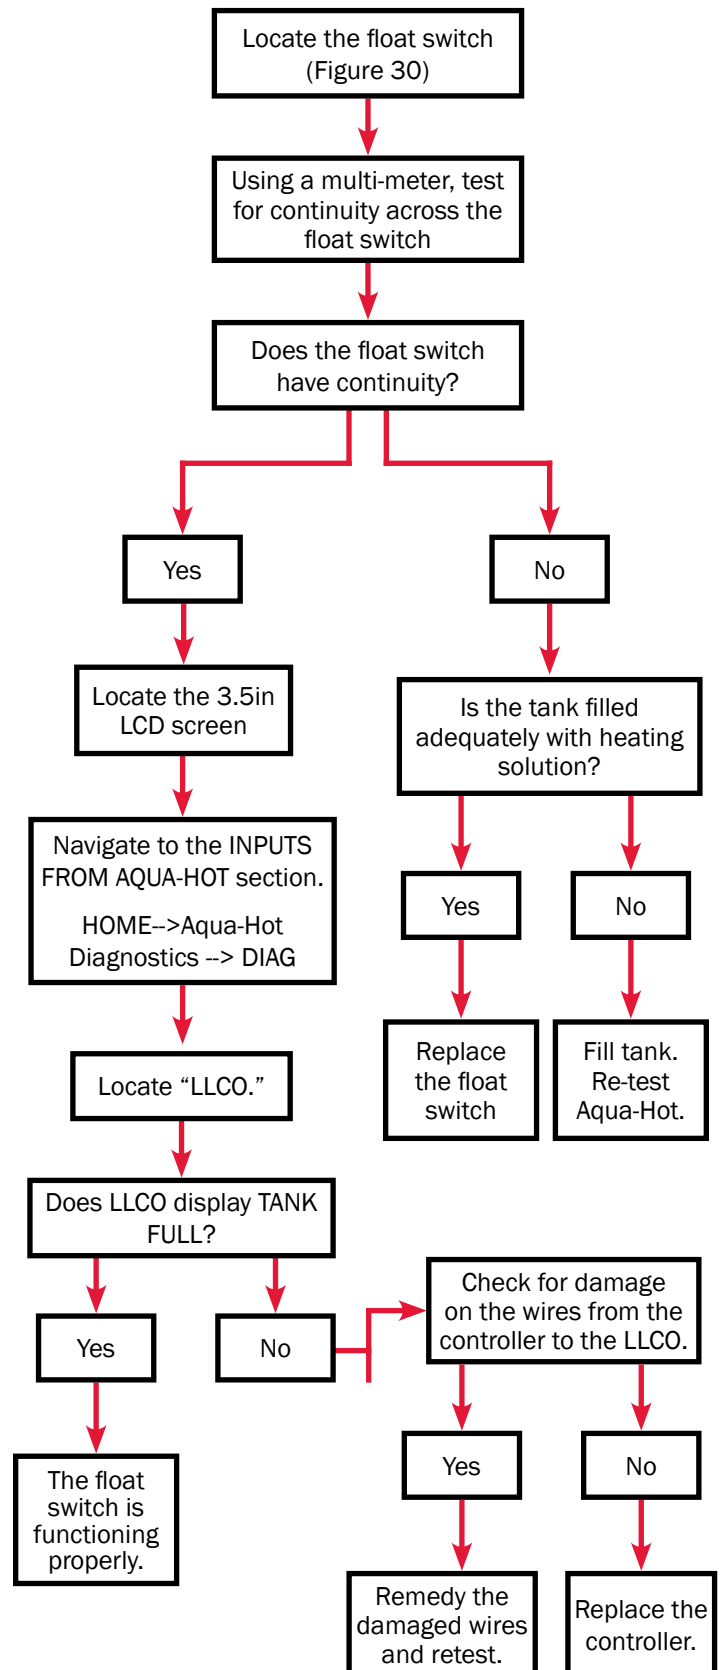 Locate the float switch
(Figure 30)
Using a multi-meter, test
for continuity across the
float switch
Does the float switch
have continuity?
Yes
No
Locate the 3.5in
LCD screen
Is the tank filled
adequately with heating
solution?
Navigate to the INPUTS
FROM AQUA-HOT section.
HOME-->Aqua-Hot
Diagnostics --> DIAG
Yes
No
Locate “LLCO.”
Replace
the float
switch
Fill tank.
Re-test
Aqua-Hot.
Does LLCO display TANK
FULL?
Yes
No
Check for damage
on the wires from the
controller to the LLCO.
The float
switch is
functioning
properly.
Yes
No
Remedy the
damaged wires
and retest.
Replace the
controller.